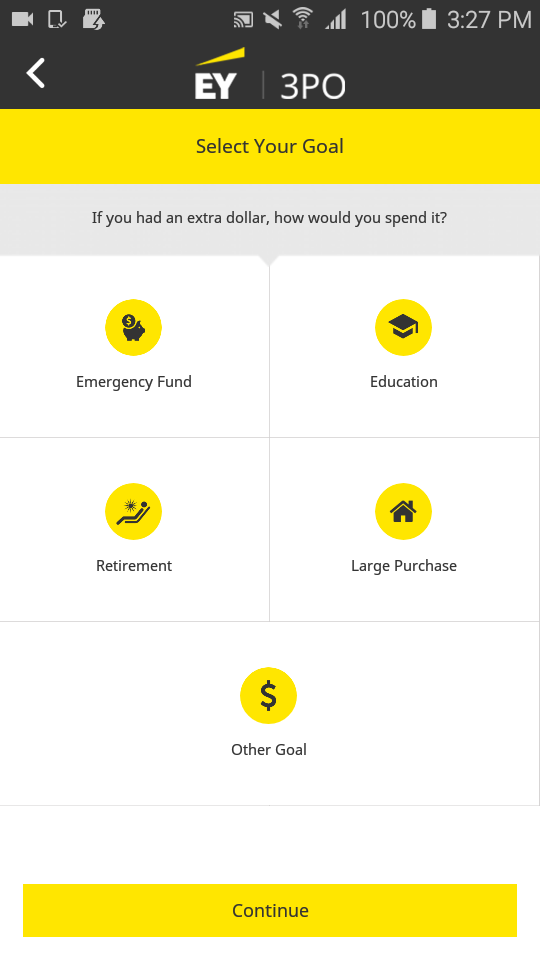 100% 3:27 PM
EY | 3PO
Select Your Goal
If you had an extra dollar, how would you spend it?
Emergency Fund
Education
Retirement
Large Purchase
$
Other Goal
Continue